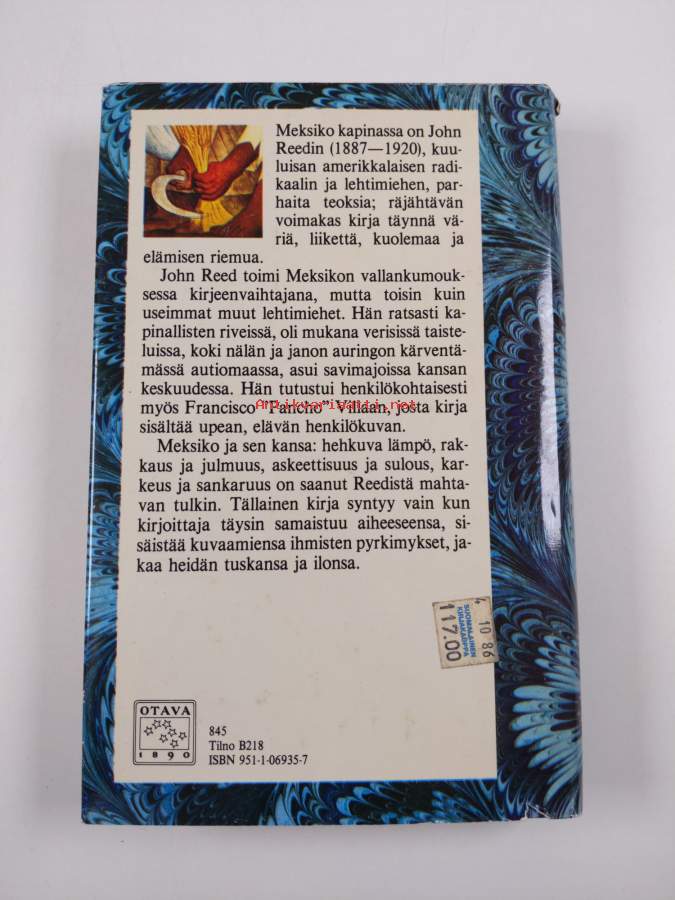 Meksiko kapinassa on John
Reedin (1887—1920), kuu-
luisan amerikkalaisen radi-
kaalin ja lehtimiehen, par-
haita teoksia; räjähtävän
voimakas kirja täynnä vä-
riä, liikettä, kuolemaa ja
elämisen riemua.
John Reed toimi Meksikon vallankumouk-
sessa kirjeenvaihtajana, mutta toisin kuin
useimmat muut lehtimiehet. Hän ratsasti ka-
pinallisten riveissä, oli mukana verisissä taiste-
luissa, koki nälän ja janon auringon kärventä-
mässä autiomaassa, asui savimajoissa kansan
keskuudessa. Hän tutustui henkilökohtaisesti
myös Francisco "Pancho" Villaan, josta kirja
sisältää upean, elävän henkilökuvan.
Meksiko ja sen kansa: hehkuva lämpö, rak-
kaus ja julmuus, askeettisuus ja sulous, kar-
keus ja sankaruus on saanut Reedistä mahta-
van tulkin. Tällainen kirja syntyy vain kun
kirjoittaja täysin samaistuu aiheeseensa, si-
säistää kuvaamiensa ihmisten pyrkimykset, ja-
kaa heidän tuskansa ja ilonsa.
Antikvariaatti.net
SUOMALAINEN
KIRJAKAUPPA
117.00
10 86
OTAVA
1890
845
Tilno B218
ISBN 951-1-06935-7